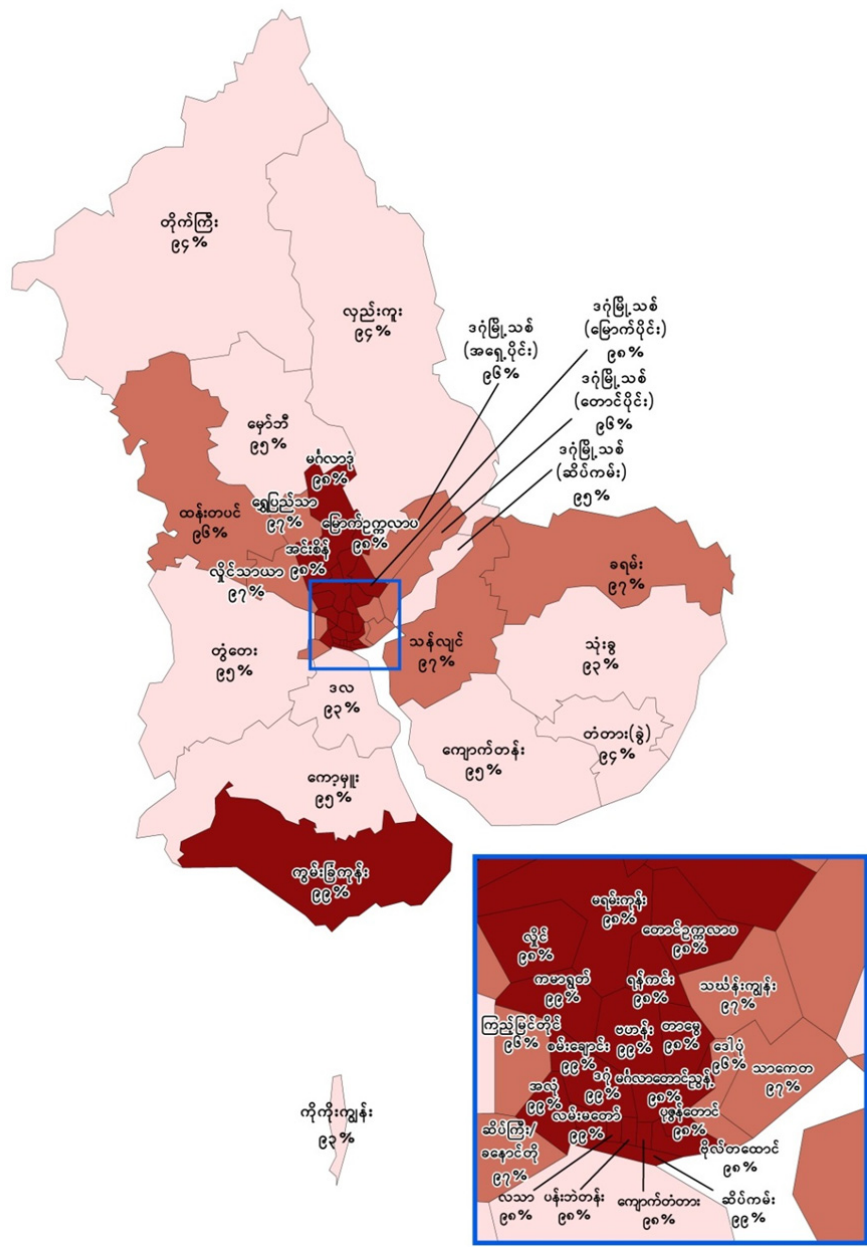 တိုက်ကြီး
၉၄%
လှည်းကူး
၉၄%
ဒဂုံမြို့သစ်
(မြောက်ပိုင်း)
၉၈%
ဒဂုံမြို့သစ်
(အရှေ့ပိုင်း)
၉၆%
ဒဂုံမြို့သစ်
(တောင်ပိုင်း)
၉၆%
ဒဂုံမြို့သစ်
(ဆိပ်ကမ်း)
၉၅%
မှော်ဘီ
၉၅%
မင်္ဂလာဒုံ
၉၈%
ရွှေပြည်သာ
၉၇%
မြောက်ဥက္ကလာပ
၉၈%
ထန်းတပင်
၉၆%
အင်းစိန်
၉၈%
လှိုင်သာယာ
၉၇%
ခရမ်း
၉၇%
သန်လျင်
၉၇%
သုံးခွ
၉၃%
တွံတေး
၉၅%
ဒလ
၉၃%
တံတား(ခွဲ)
၉၄%
ကျောက်တန်း
၉၅%
ကော့မှူး
၉၅%
ကွမ်းခြံကုန်း
၉၉%
ကိုကိုးကျွန်း
၉၃%
မရမ်းကုန်း
၉၈%
တောင်ဥက္ကလာပ
၉၈%
လှိုင်
၉၈%
ကမာရွတ်
၉၉%
ရန်ကင်း
၉၈%
သင်္ဃန်းကျွန်း
၉၇%
ကြည့်မြင်တိုင်
၉၆%
ဗဟန်း
၉၉%
တာမွေ
၉၈%
စမ်းချောင်း
၉၉%
ဒေါပုံ
၉၆%
သာကေတ
၉၇%
ဒဂုံ
၉၉%
မင်္ဂလာတောင်ညွန့်
၉၈%
အလုံ
၉၉%
လမ်းမတော်
၉၉%
ပုဇွန်တောင်
၉၈%
ဆိပ်ကြီး/
ခနောင်တို
၉၇%
ဗိုလ်တထောင်
၉၈%
လသာ
၉၈%
ပန်းဘဲတန်း
၉၈%
ကျောက်တံတား
၉၈%
ဆိပ်ကမ်း
၉၉%